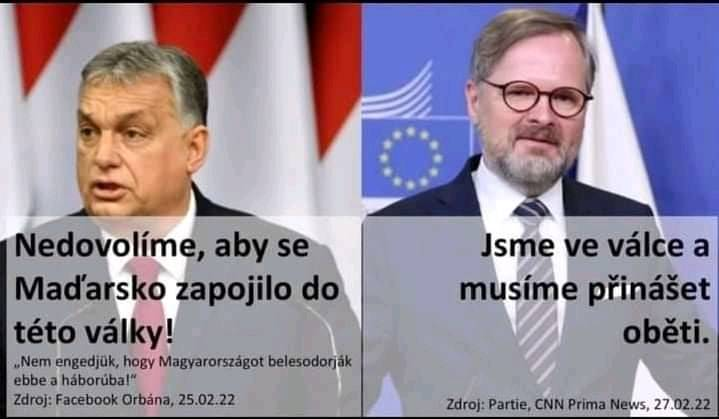 Nedovolíme, aby se
Maďarsko zapojilo do
této války!
„Nem engedjük, hogy Magyarországot belesodorják
ebbe a háborúba!“
Zdroj: Facebook Orbána, 25.02.22
Jsme ve válce a
musíme přinášet
oběti.
Zdroj: Partie, CNN Prima News, 27.02.22